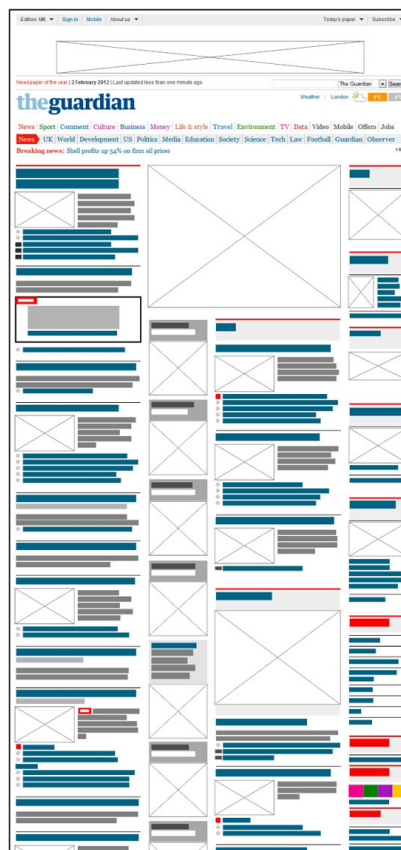 Edition: UK Sign in Mobile About us Today's paper Subscribe
Newspaper of the year | 2 February 2012 | Last updated less than one minute ago The Guardian Sear
theguardian Weather London
News Sport Comment Culture Business Money Life & style Travel Environment TV Data Video Mobile Offers Jobs
News UK World Development US Politics Media Education Society Science Tech Law Football Guardian Observer
Breaking news: Shell profits up 54% on firm oil prices